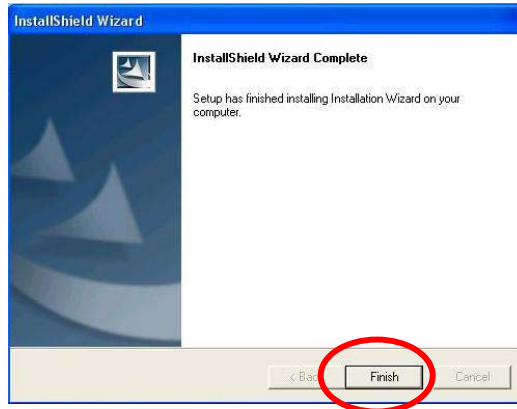 InstallShield Wizard
InstallShield Wizard Complete
Setup has finished installing Installation Wizard on your
computer.
Finish
Cancel